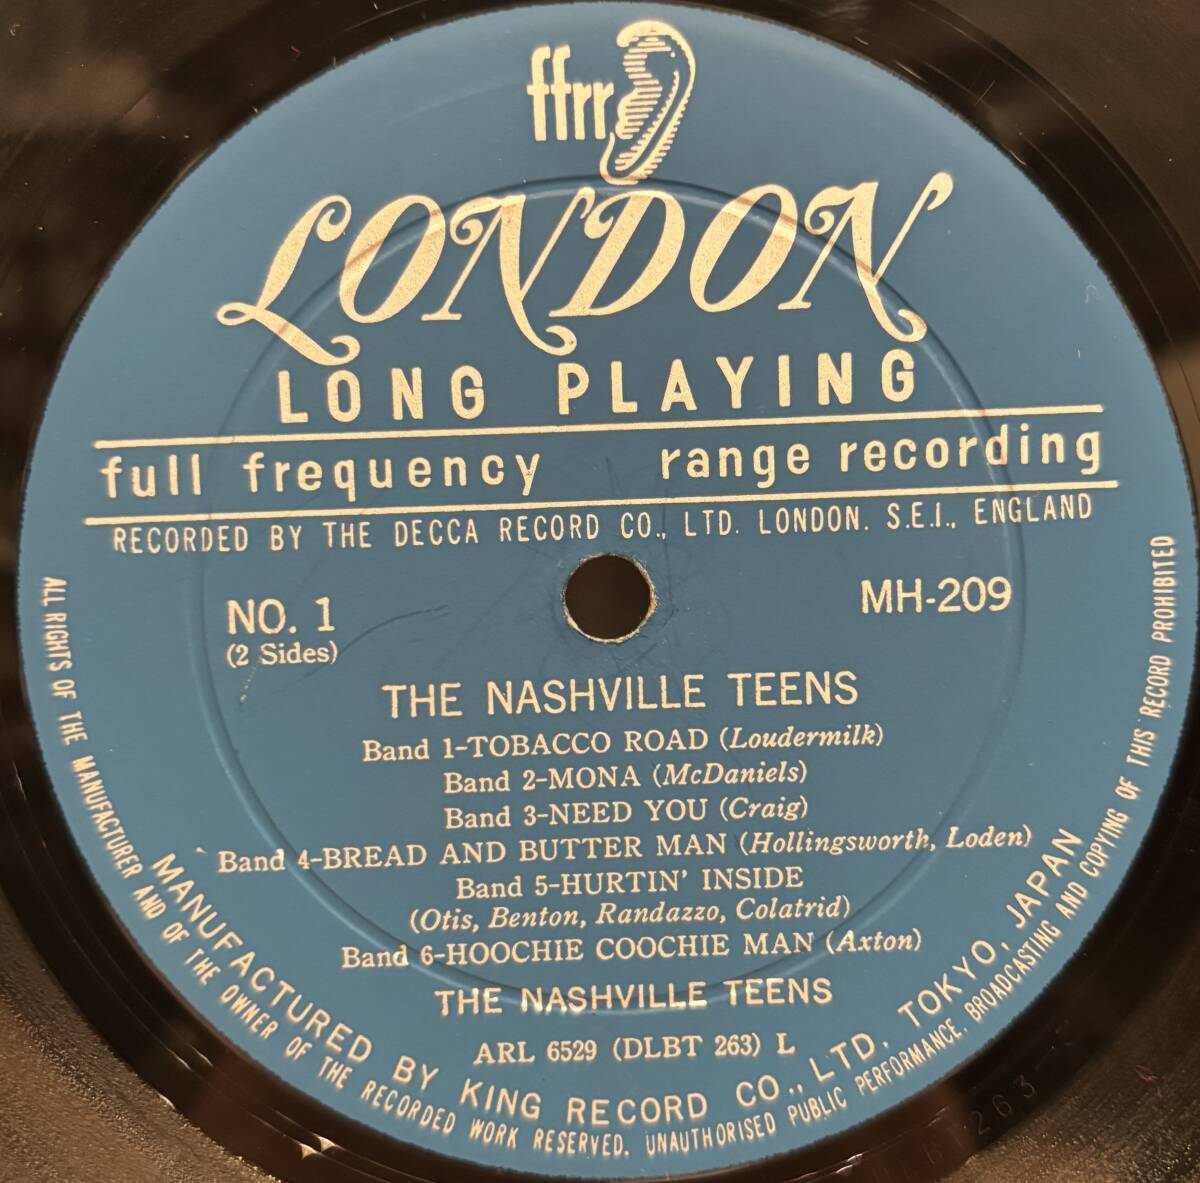 ffrr
LONDON
LONG PLAYING
full frequency range recording
RECORDED BY THE DECCA RECORD CO., LTD. LONDON. S.E.I., ENGLAND
NO. 1
(2 Sides)
MH-209
THE NASHVILLE TEENS
Band 1-TOBACCO ROAD (Loudermilk)
Band 2-MONA (McDaniels)
Band 3-NEED YOU (Craig)
Band 4-BREAD AND BUTTER MAN (Hollingsworth, Loden)
Band 5-HURTIN' INSIDE
(Otis, Benton, Randazzo, Colatrid)
Band 6-HOOCHIE COOCHIE MAN (Axton)
THE NASHVILLE TEENS
ARL 6529 (DLBT 263) L
MANUFACTURED BY KING RECORD CO., LTD. TOKYO, JAPAN
ALL RIGHTS OF THE MANUFACTURER AND OF THE OWNER OF THE RECORDED WORK RESERVED. UNAUTHORISED PUBLIC PERFORMANCE, BROADCASTING AND COPYING OF THIS RECORD PROHIBITED